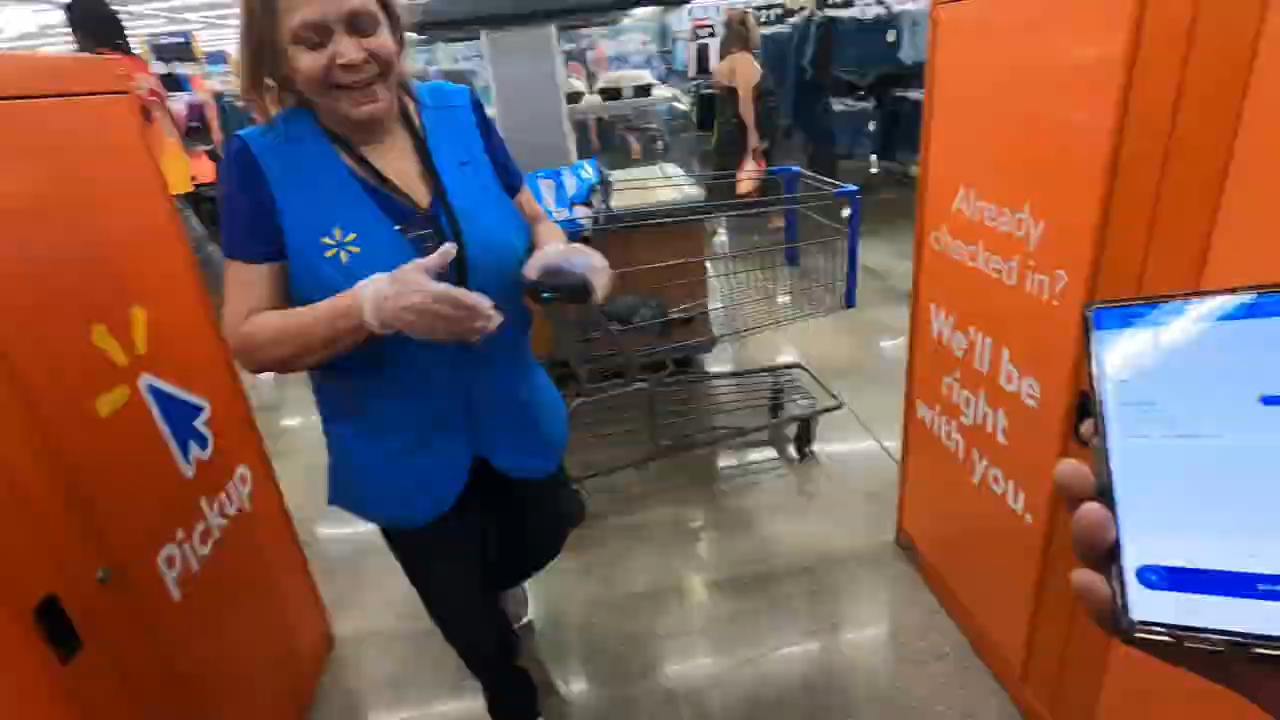 Pickup
Already
checked in?
We'll be
right
with you.